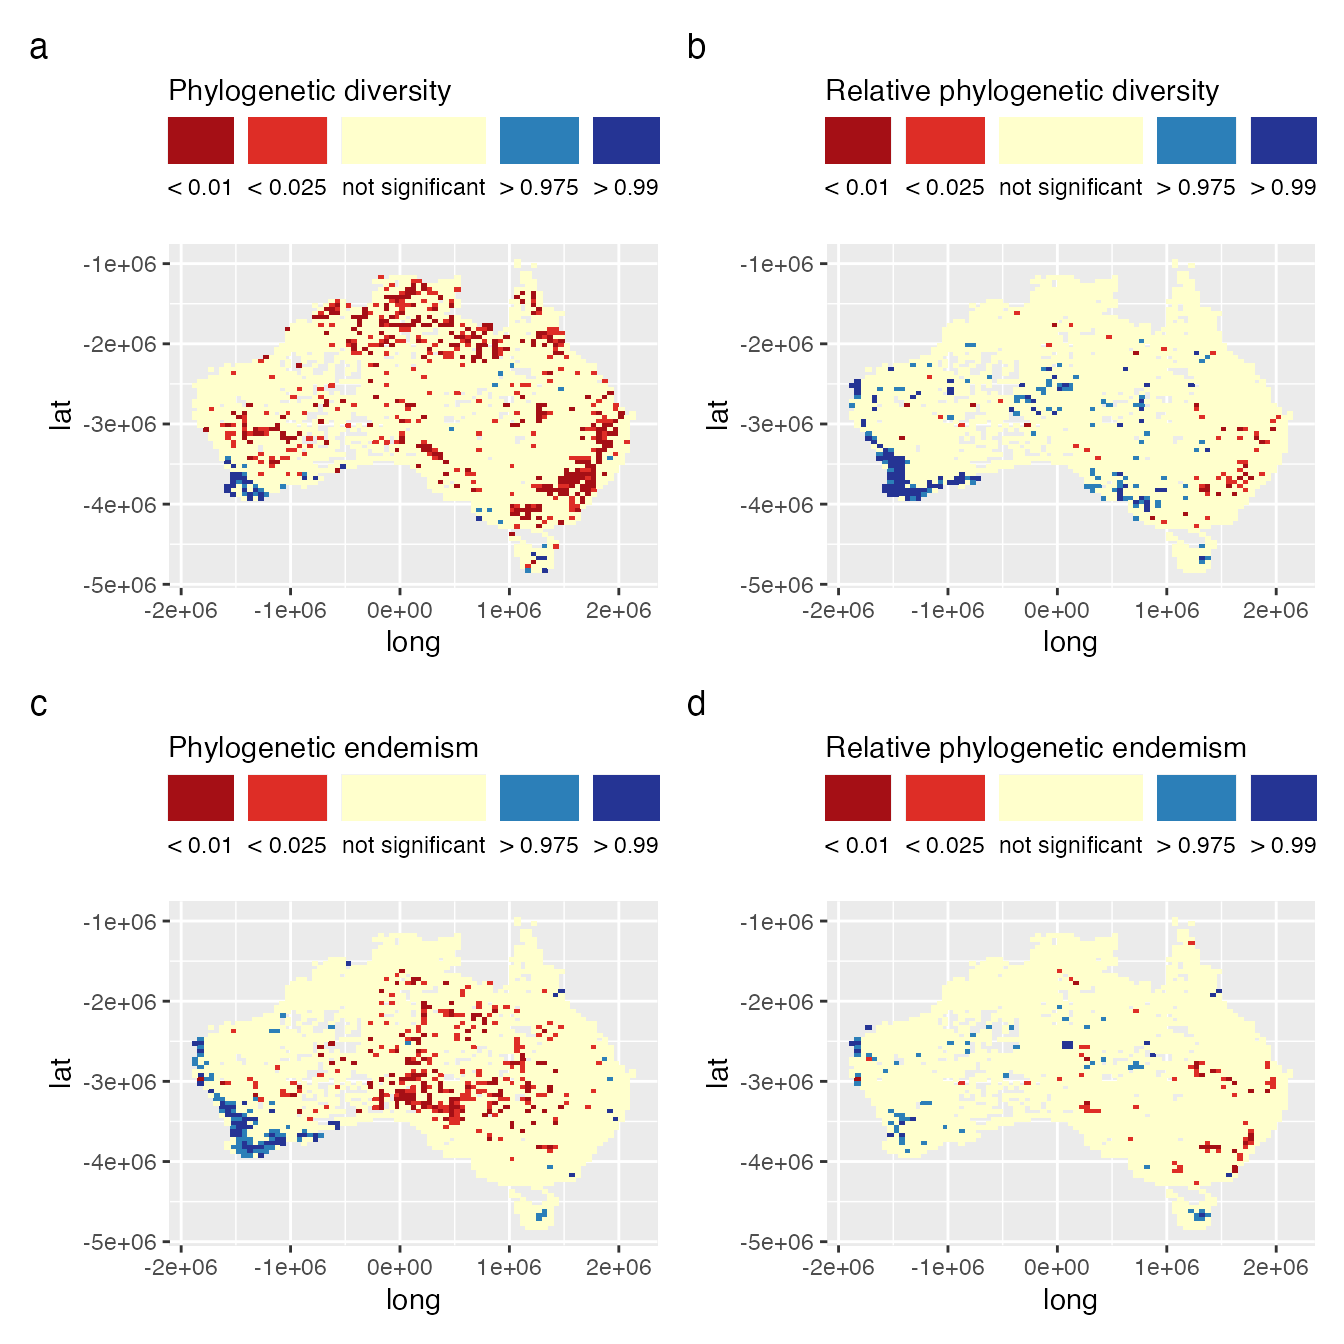 a
Phylogenetic diversity
< 0.01 < 0.025 not significant > 0.975 > 0.99
-1e+06
-2e+06
-3e+06
-4e+06
-5e+06
lat
-2e+06 -1e+06 0e+00 1e+06 2e+06
long
b
Relative phylogenetic diversity
< 0.01 < 0.025 not significant > 0.975 > 0.99
-1e+06
-2e+06
-3e+06
-4e+06
-5e+06
lat
-2e+06 -1e+06 0e+00 1e+06 2e+06
long
c
Phylogenetic endemism
< 0.01 < 0.025 not significant > 0.975 > 0.99
-1e+06
-2e+06
-3e+06
-4e+06
-5e+06
lat
-2e+06 -1e+06 0e+00 1e+06 2e+06
long
d
Relative phylogenetic endemism
< 0.01 < 0.025 not significant > 0.975 > 0.99
-1e+06
-2e+06
-3e+06
-4e+06
-5e+06
lat
-2e+06 -1e+06 0e+00 1e+06 2e+06
long